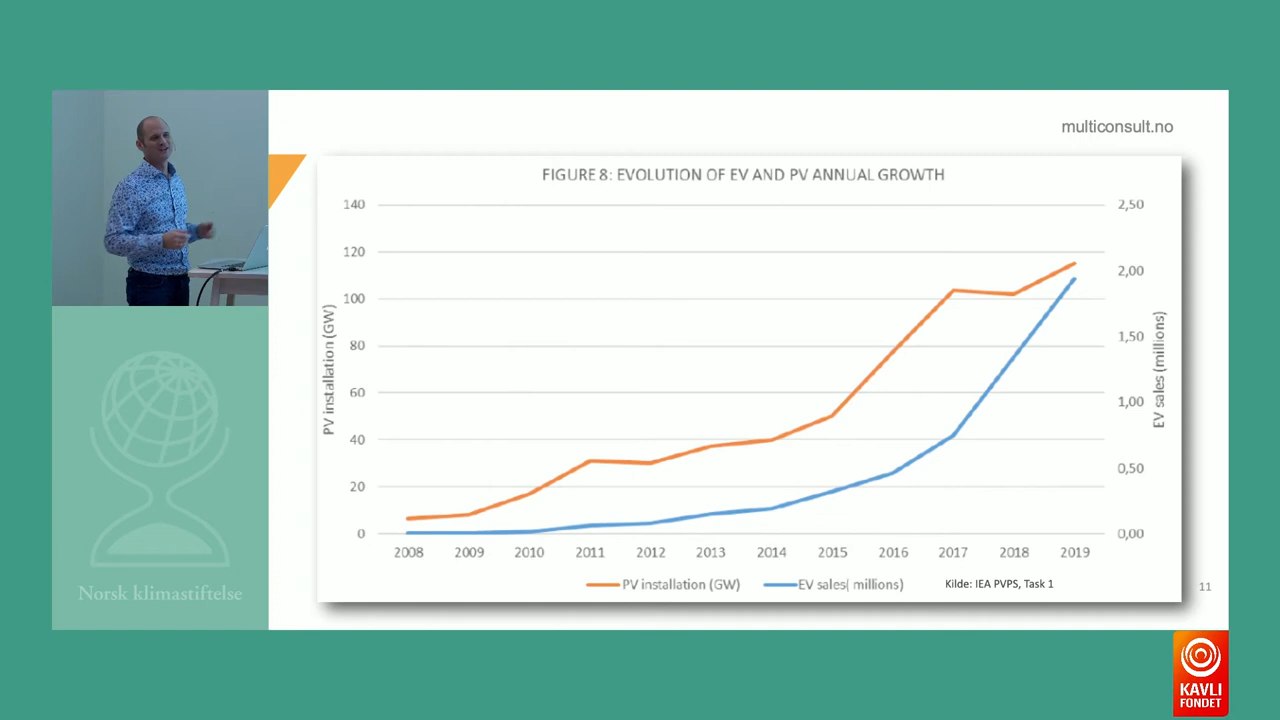 multiconsult.no
FIGURE 8: EVOLUTION OF EV AND PV ANNUAL GROWTH
140
120
100
80
60
40
20
0
PV installation (GW)
2,50
2,00
1,50
1,00
0,50
0,00
EV sales (millions)
2008 2009 2010 2011 2012 2013 2014 2015 2016 2017 2018 2019
PV installation (GW) EV sales( millions) Kilde: IEA PVPS, Task 1
11
Norsk klimastiftelse
KAVLI
FONDET